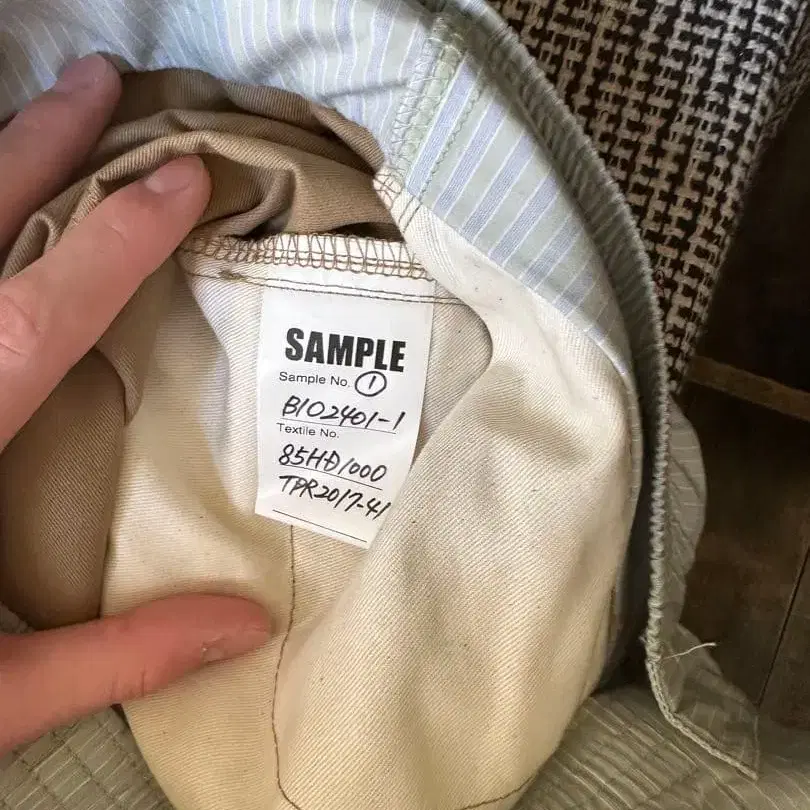 SAMPLE
Sample No. ①
B102401-1
Textile No.
85HD1000
TPR2017-41